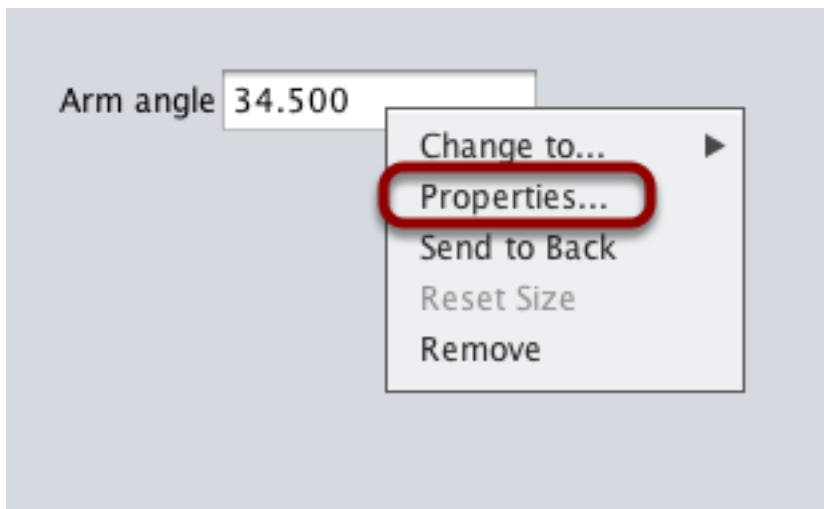 Arm angle 34.500
Change to...
Properties...
Send to Back
Reset Size
Remove